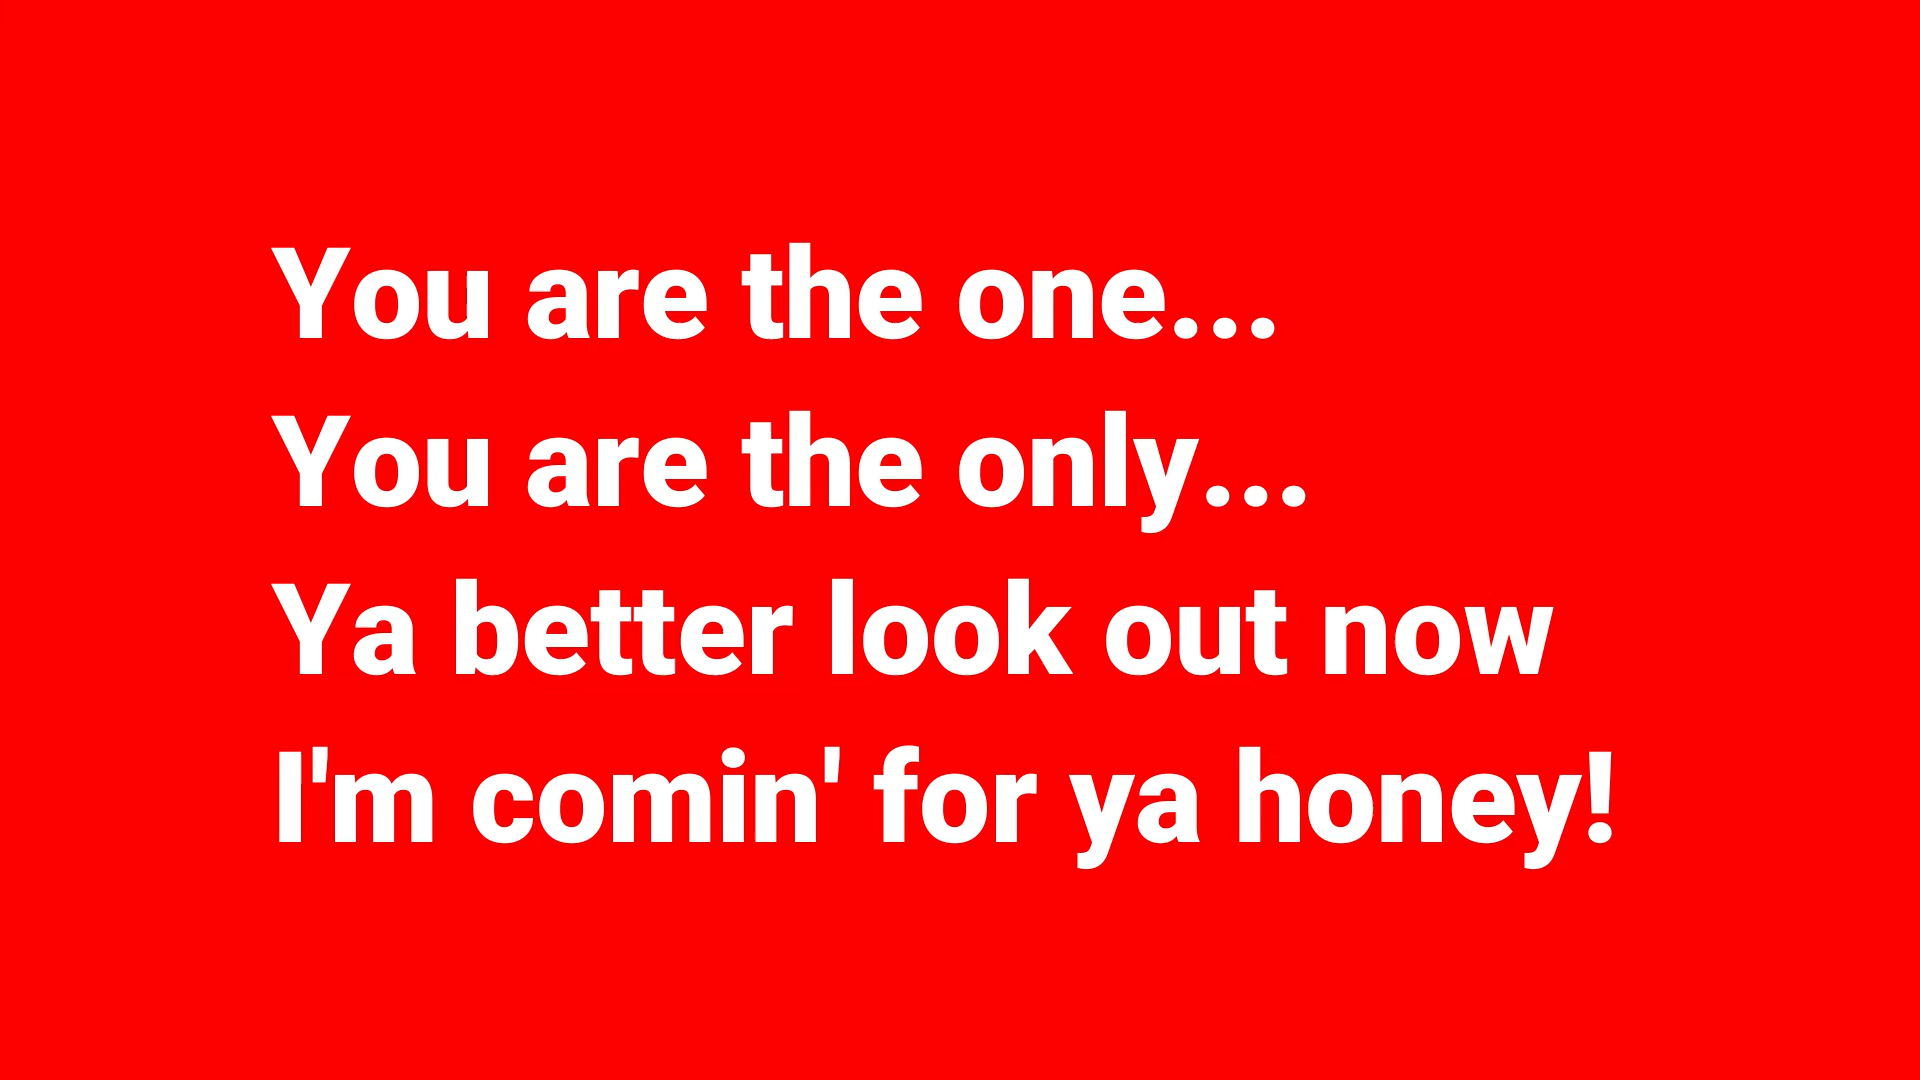 You are the one...
You are the only...
Ya better look out now
I'm comin' for ya honey!